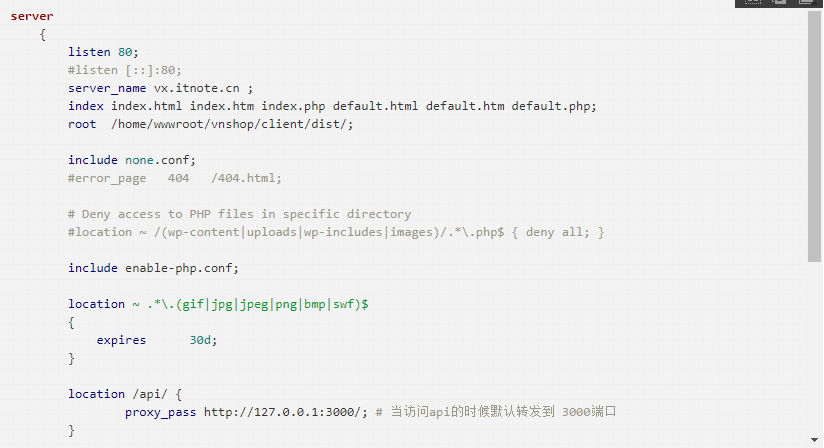 server
{
listen 80;
#listen [::]:80;
server_name vx.itnote.cn ;
index index.html index.htm index.php default.html default.htm default.php;
root  /home/wwwroot/vnshop/client/dist/;
include none.conf;
#error_page   404   /404.html;
# Deny access to PHP files in specific directory
#location ~ /(wp-content|uploads|wp-includes|images)/.*\.php$ { deny all; }
include enable-php.conf;
location ~ .*\.(gif|jpg|jpeg|png|bmp|swf)$
{
expires      30d;
}
location /api/ {
proxy_pass http://127.0.0.1:3000/; # 当访问api的时候默认转发到 3000端口
}